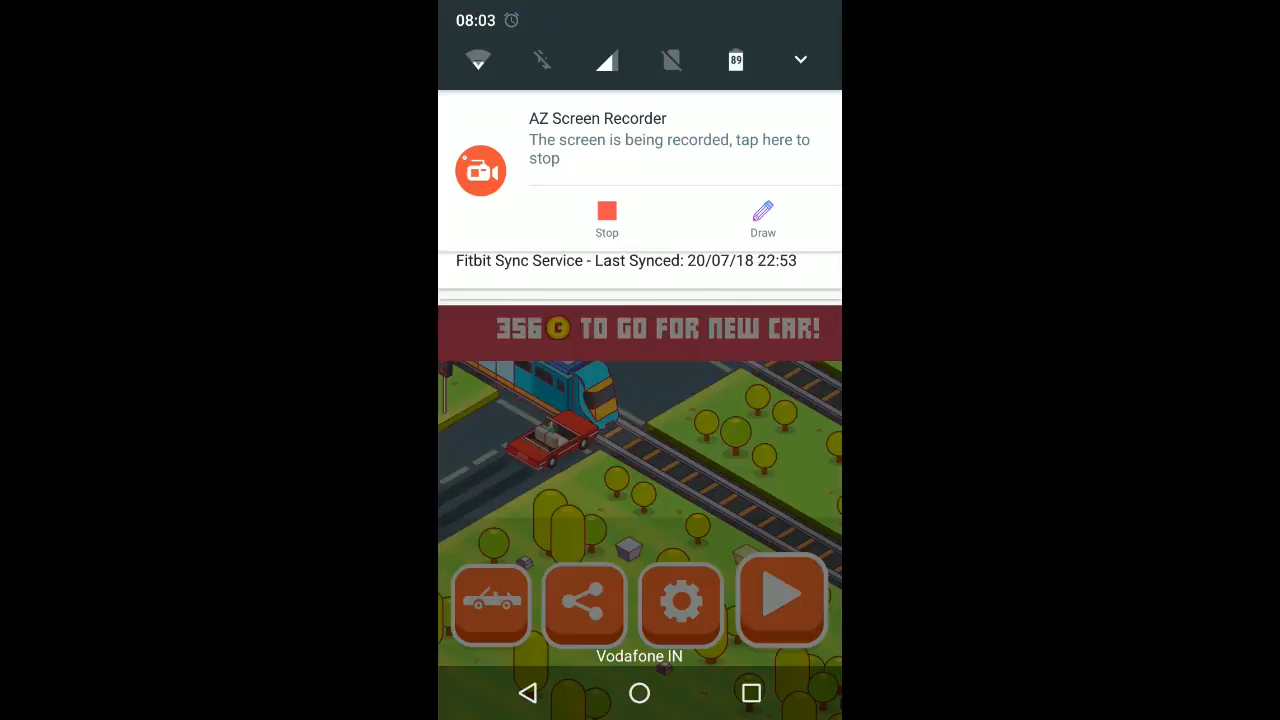 08:03
89
AZ Screen Recorder
The screen is being recorded, tap here to
stop
Stop
Draw
Fitbit Sync Service - Last Synced: 20/07/18 22:53
356 C TO GO FOR NEW CAR!
Vodafone IN